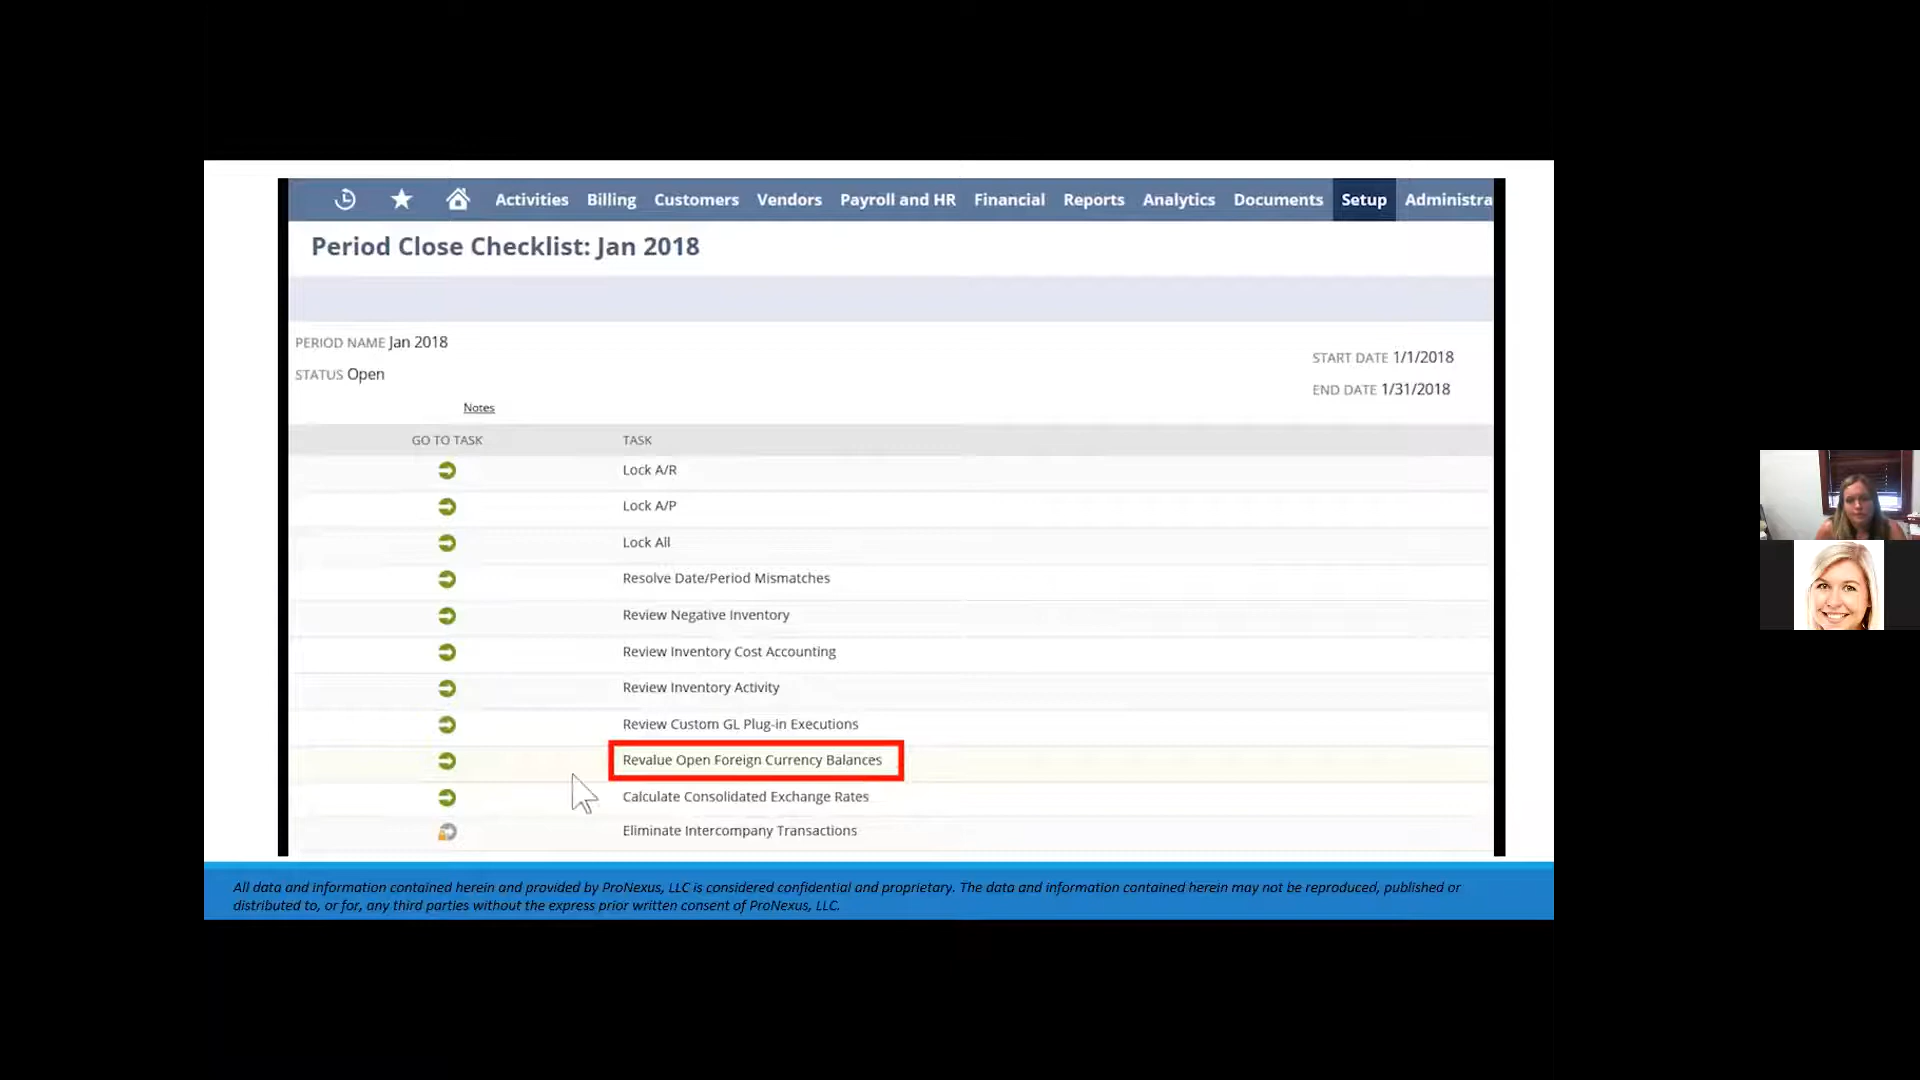 Activities Billing Customers Vendors Payroll and HR Financial Reports Analytics Documents Setup Administra
Period Close Checklist: Jan 2018
PERIOD NAME Jan 2018
START DATE 1/1/2018
STATUS Open
END DATE 1/31/2018
Notes
GO TO TASK TASK
Lock A/R
Lock A/P
Lock All
Resolve Date/Period Mismatches
Review Negative Inventory
Review Inventory Cost Accounting
Review Inventory Activity
Review Custom GL Plug-in Executions
Revalue Open Foreign Currency Balances
Calculate Consolidated Exchange Rates
Eliminate Intercompany Transactions
All data and information contained herein and provided by ProNexus, LLC is considered confidential and proprietary. The data and information contained herein may not be reproduced, published or
distributed to, or for, any third parties without the express prior written consent of ProNexus, LLC.